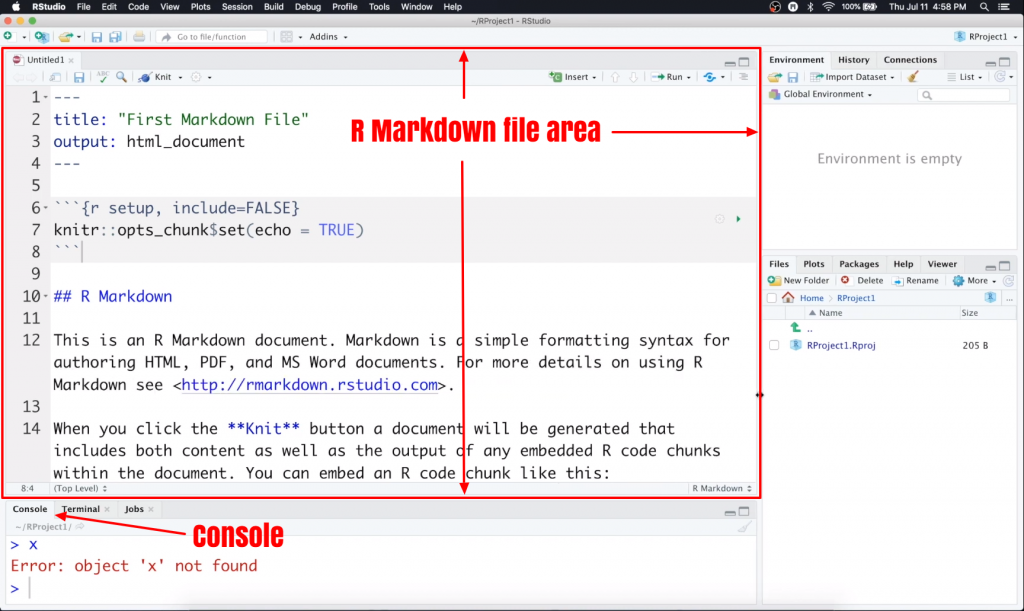 RStudio File Edit Code View Plots Session Build Debug Profile Tools Window Help 100% Thu Jul 11 4:58 PM
~/RProject1 - RStudio
Go to file/function Addins RProject1
Untitled1
ABC Knit Insert Run
1 ---
2 title: "First Markdown File"
3 output: html_document
4 ---
5
6 ```{r setup, include=FALSE}
7 knitr::opts_chunk$set(echo = TRUE)
8 ```
9
10 ## R Markdown
11
12 This is an R Markdown document. Markdown is a simple formatting syntax for
authoring HTML, PDF, and MS Word documents. For more details on using R
Markdown see <http://rmarkdown.rstudio.com>.
13
14 When you click the **Knit** button a document will be generated that
includes both content as well as the output of any embedded R code chunks
within the document. You can embed an R code chunk like this:
8:4 (Top Level) R Markdown
R Markdown file area
Console Terminal Jobs
~/RProject1/
> x
Error: object 'x' not found
>
Console
Environment History Connections
Import Dataset List
Global Environment
Environment is empty
Files Plots Packages Help Viewer
New Folder Delete Rename More
Home RProject1 ...
Name Size
..
RProject1.Rproj 205 B